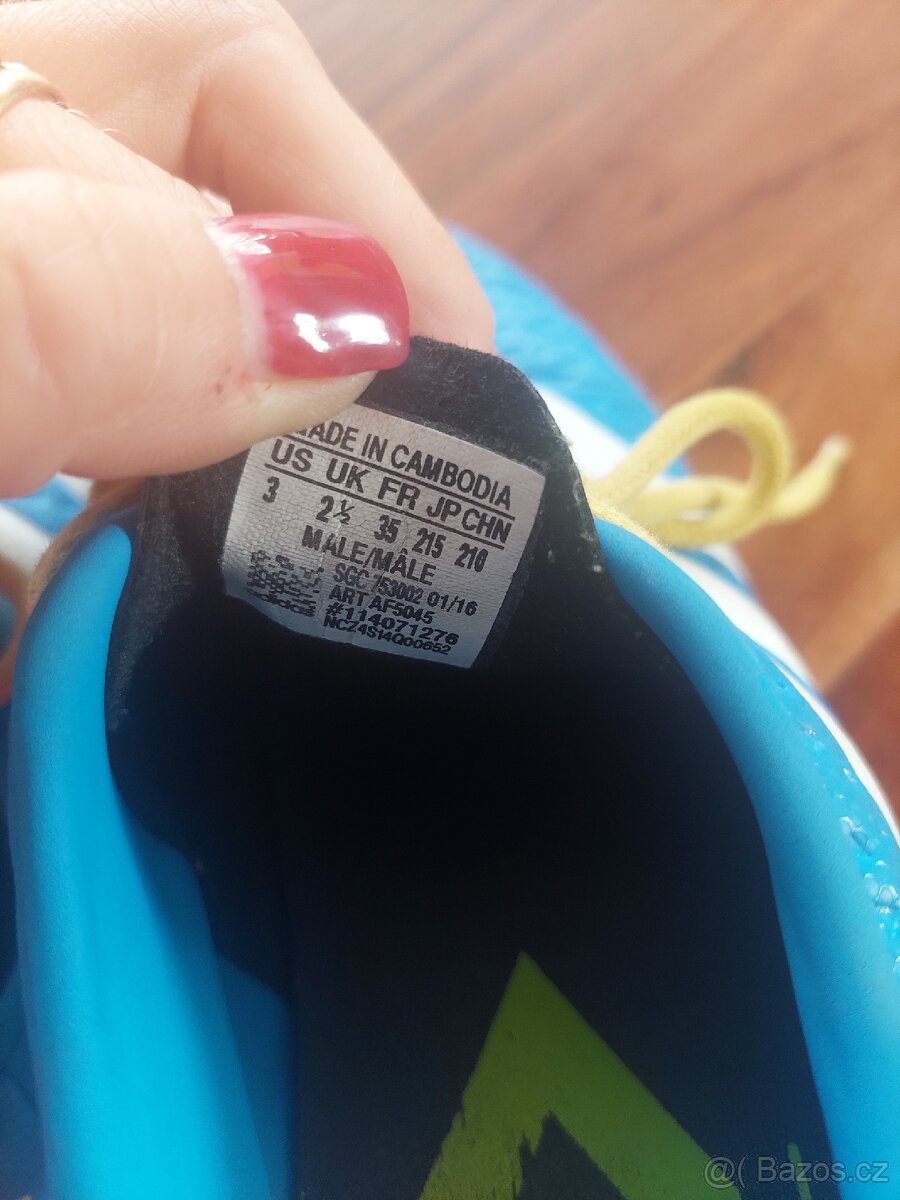 MADE IN CAMBODIA
US UK FR JP CHN
3 2½ 35 215 210
MALE/MÂLE
SGC 753002 01/16
ART AF5045
#114071276
NCZ4S14Q00652
@( Bazos.cz